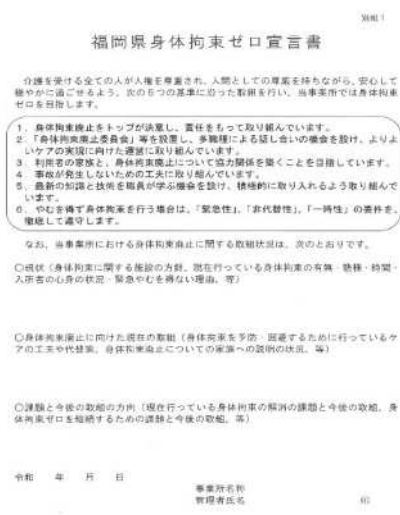 別紙1
福岡県身体拘束ゼロ宣言書
介護を受ける全ての人が人権を尊重され、人間としての尊厳を持ちながら、安心して
穏やかに過ごせるよう、次の6つの基準に沿った取組を行い、当事業所では身体拘束
ゼロを目指します。
1．身体拘束廃止をトップが決意し、責任をもって取り組んでいます。
2．「身体拘束廃止委員会」等を設置し、多職種による話し合いの機会を設け、よりよ
いケアの実現に向けた運営に取り組んでいます。
3．利用者の家族と、身体拘束廃止について協力関係を築くことを目指しています。
4．事故が発生しないための工夫に取り組んでいます。
5．最新の知識と技術を職員が学ぶ機会を設け、積極的に取り入れるよう取り組んで
います。
6．やむを得ず身体拘束を行う場合は、「緊急性」、「非代替性」、「一時性」の要件を、
徹底して遵守します。
なお、当事業所における身体拘束廃止に関する取組状況は、次のとおりです。
○現状（身体拘束に関する施設の方針、現在行っている身体拘束の有無・態様・時間・
入所者の心身の状況・緊急やむを得ない理由、等）
○身体拘束廃止に向けた現在の取組（身体拘束を予防・回避するために行っているケ
アの工夫や代替策、身体拘束廃止についての家族への説明の状況、等）
○課題と今後の取組の方向（現在行っている身体拘束の解消の課題と今後の取組、身
体拘束ゼロを継続するための課題と今後の取組、等）
令和　年　月　日
事業所名称
管理者氏名　　印